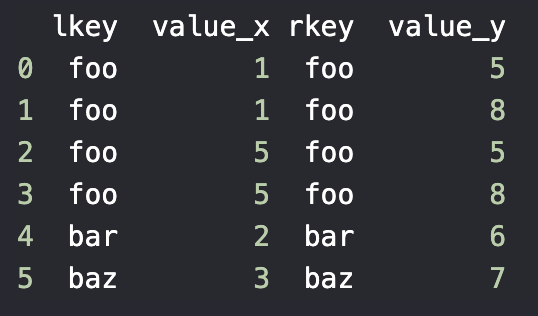 lkey value_x rkey value_y
0 foo 1 foo 5
1 foo 1 foo 8
2 foo 5 foo 5
3 foo 5 foo 8
4 bar 2 bar 6
5 baz 3 baz 7